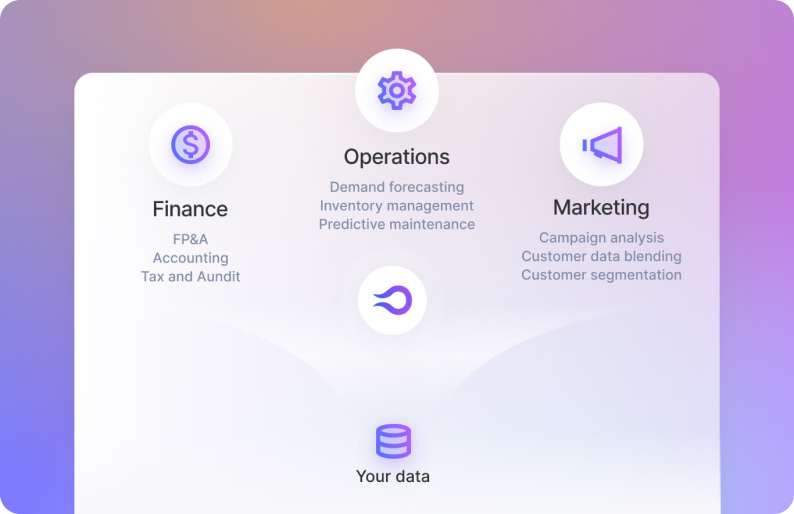 Operations
Demand forecasting
Inventory management
Predictive maintenance
Finance
FP&A
Accounting
Tax and Aundit
Marketing
Campaign analysis
Customer data blending
Customer segmentation
Your data